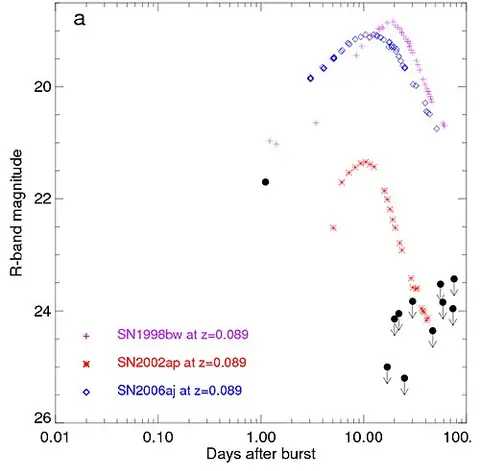 a
20
22
24
26
R-band magnitude
SN1998bw at z=0.089
SN2002ap at z=0.089
SN2006aj at z=0.089
0.01 0.10 1.00 10.00 100.
Days after burst